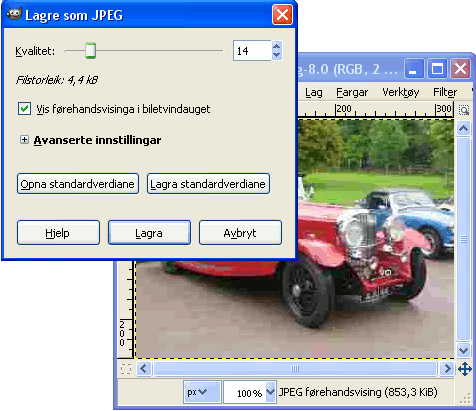 Lagre som JPEG
Kvalitet:
14
Filstorleik: 4,4 kB
Vis førehandsvisinga i biletvindauget
Avanserte innstillingar
Opna standardverdiane
Lagra standardverdiane
Hjelp
Lagra
Avbryt
g-8.0 (RGB, 2 ...
Lag Fargar Verktøy Filter
200 300
200
px
100%
JPEG førehandsvising (853,3 KiB)